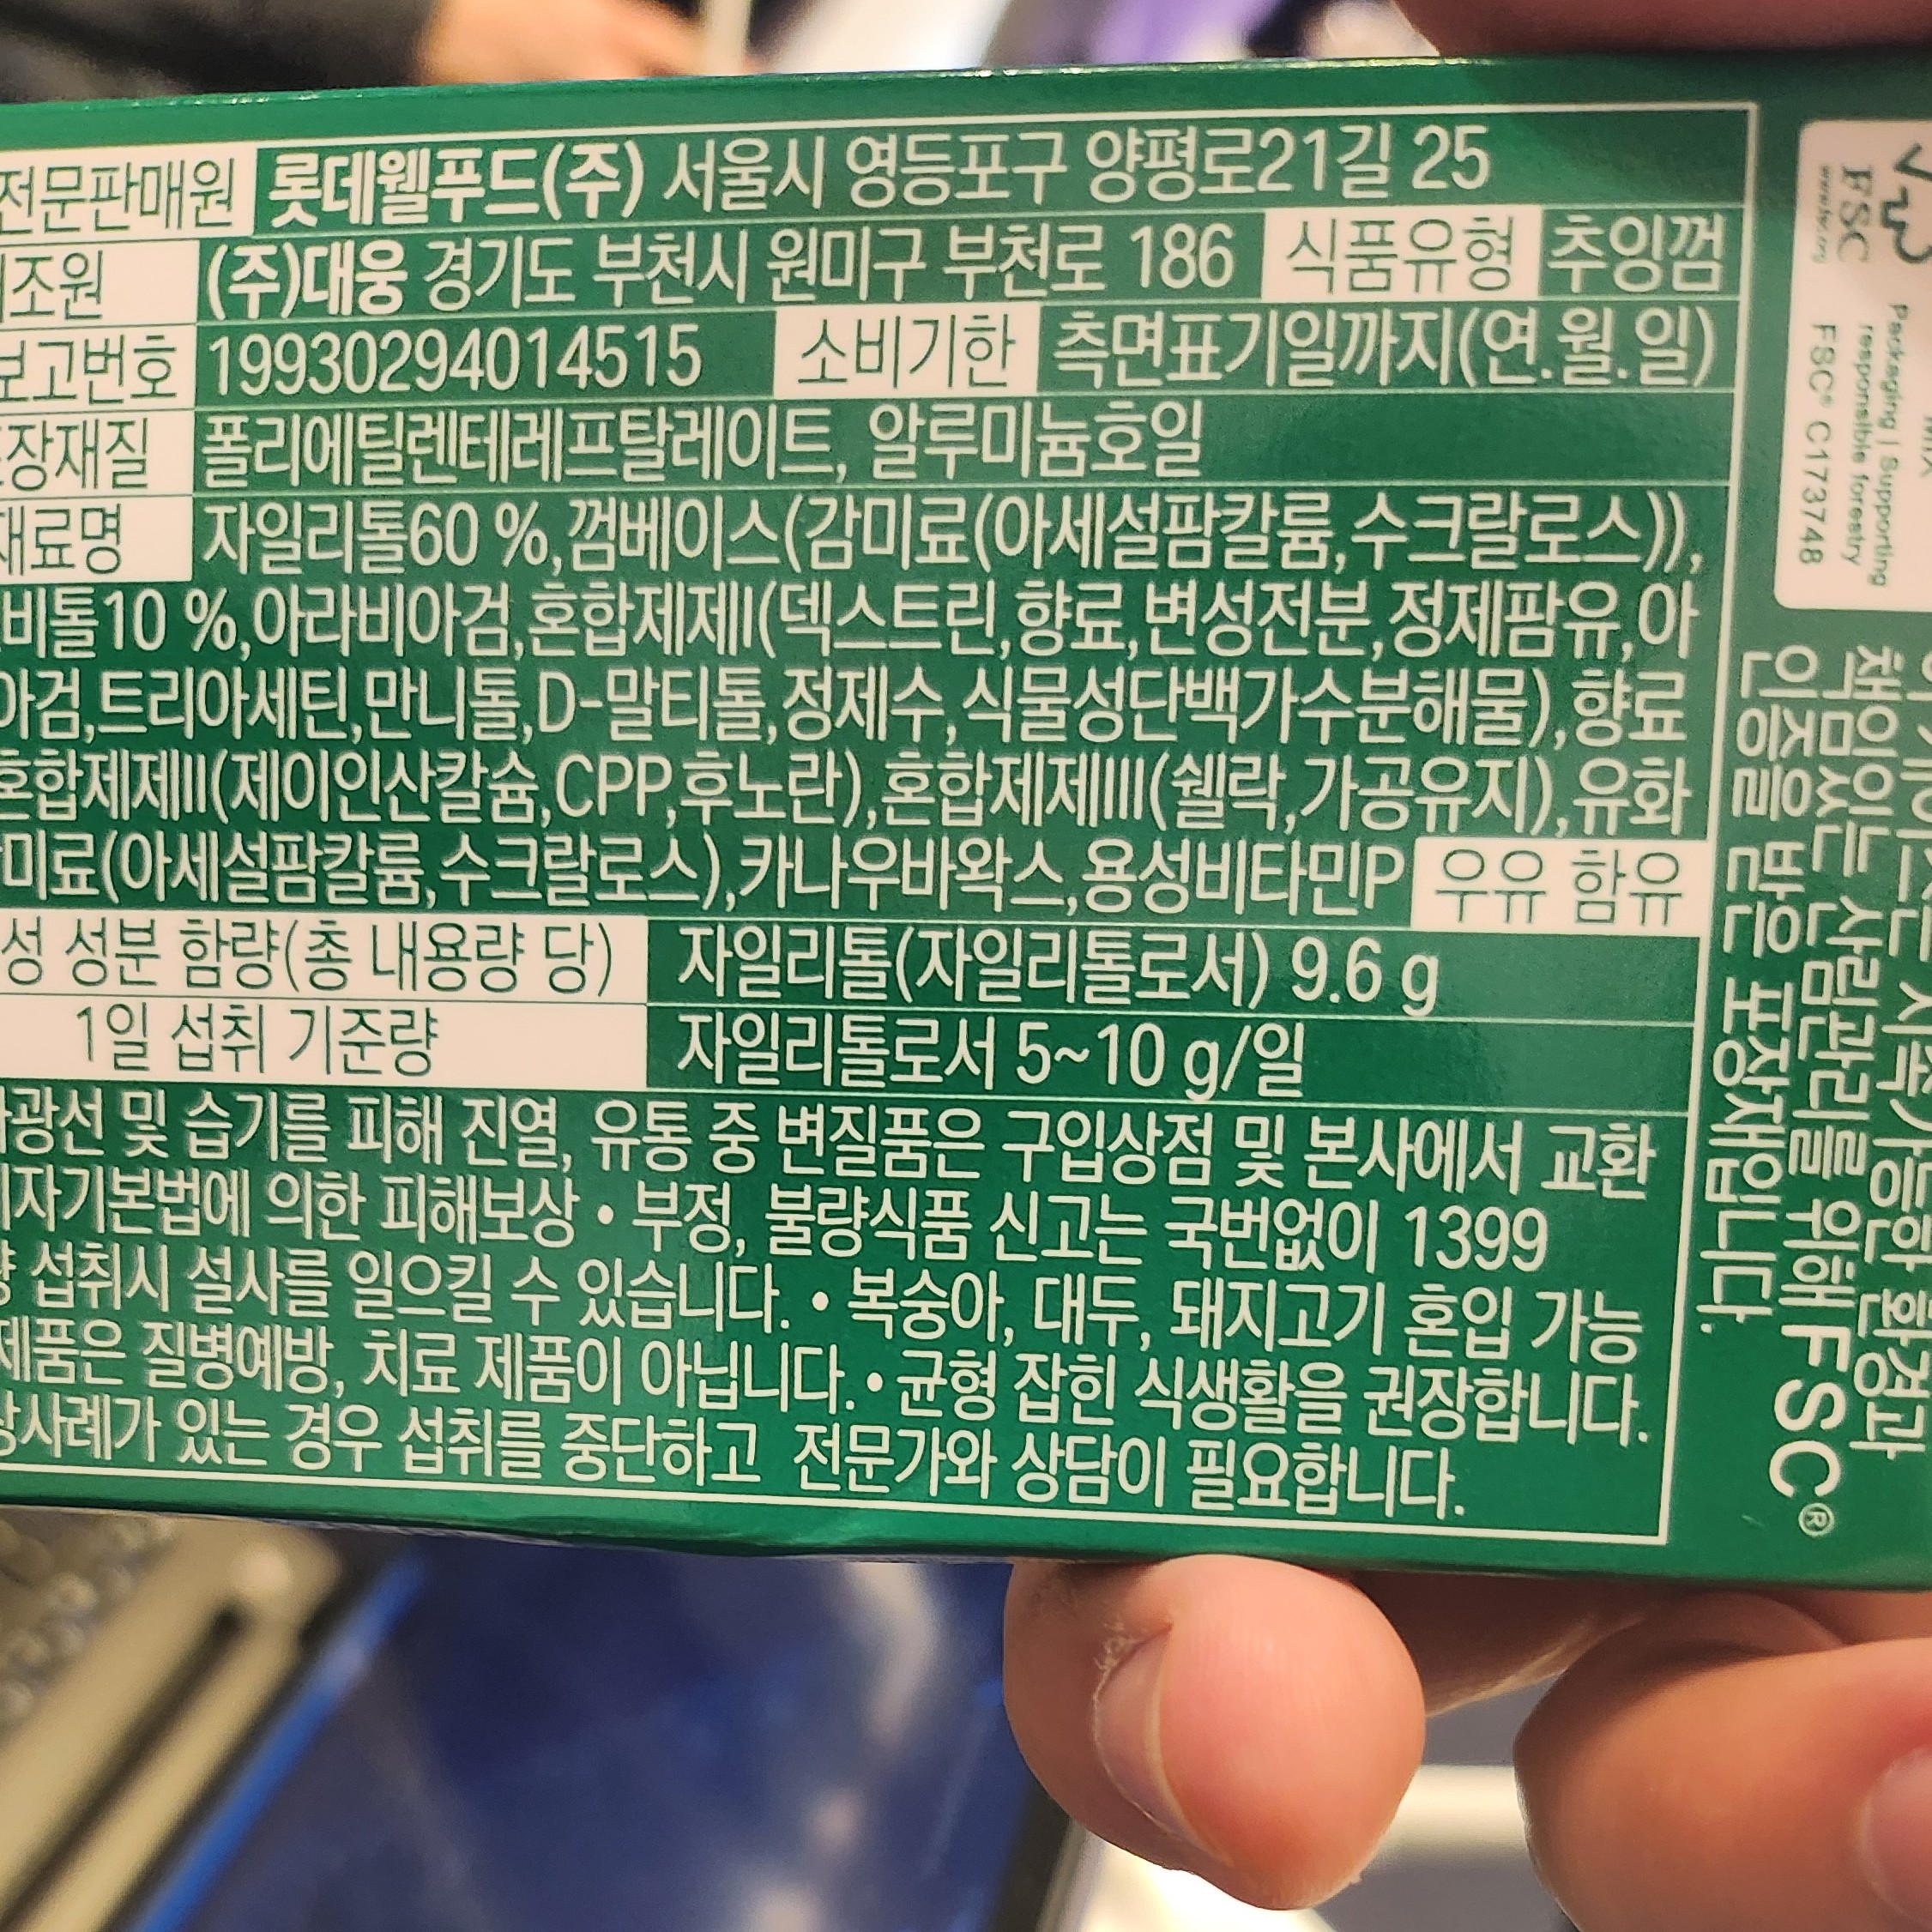 전문판매원 롯데웰푸드(주) 서울시 영등포구 양평로21길 25
조원 (주)대웅 경기도 부천시 원미구 부천로 186 식품유형 추잉껌
보고번호 19930294014515 소비기한 측면표기일까지(연.월.일)
장재질 폴리에틸렌테레프탈레이트, 알루미늄호일
재료명 자일리톨60 %,껌베이스(감미료(아세설팜칼륨,수크랄로스)),
비톨10 %,아라비아검,혼합제제I(덱스트린,향료,변성전분,정제팜유,아
아검,트리아세틴,만니톨,D-말티톨,정제수,식물성단백가수분해물),향료
혼합제제II(제이인산칼슘,CPP,후노란),혼합제제III(쉘락,가공유지),유화
미료(아세설팜칼륨,수크랄로스),카나우바왁스,용성비타민P 우유 함유
성 성분 함량(총 내용량 당) 자일리톨(자일리톨로서) 9.6 g
1일 섭취 기준량 자일리톨로서 5~10 g/일
광선 및 습기를 피해 진열, 유통 중 변질품은 구입상점 및 본사에서 교환
자기본법에 의한 피해보상 • 부정, 불량식품 신고는 국번없이 1399
섭취시 설사를 일으킬 수 있습니다. • 복숭아, 대두, 돼지고기 혼입 가능
제품은 질병예방, 치료 제품이 아닙니다. • 균형 잡힌 식생활을 권장합니다.
상사례가 있는 경우 섭취를 중단하고 전문가와 상담이 필요합니다.
FSC
www.fsc.org
Packaging | Supporting
responsible forestry
FSC® C173748
책임있는 산림관리를 위해 FSC®
인증을 받은 포장재입니다.